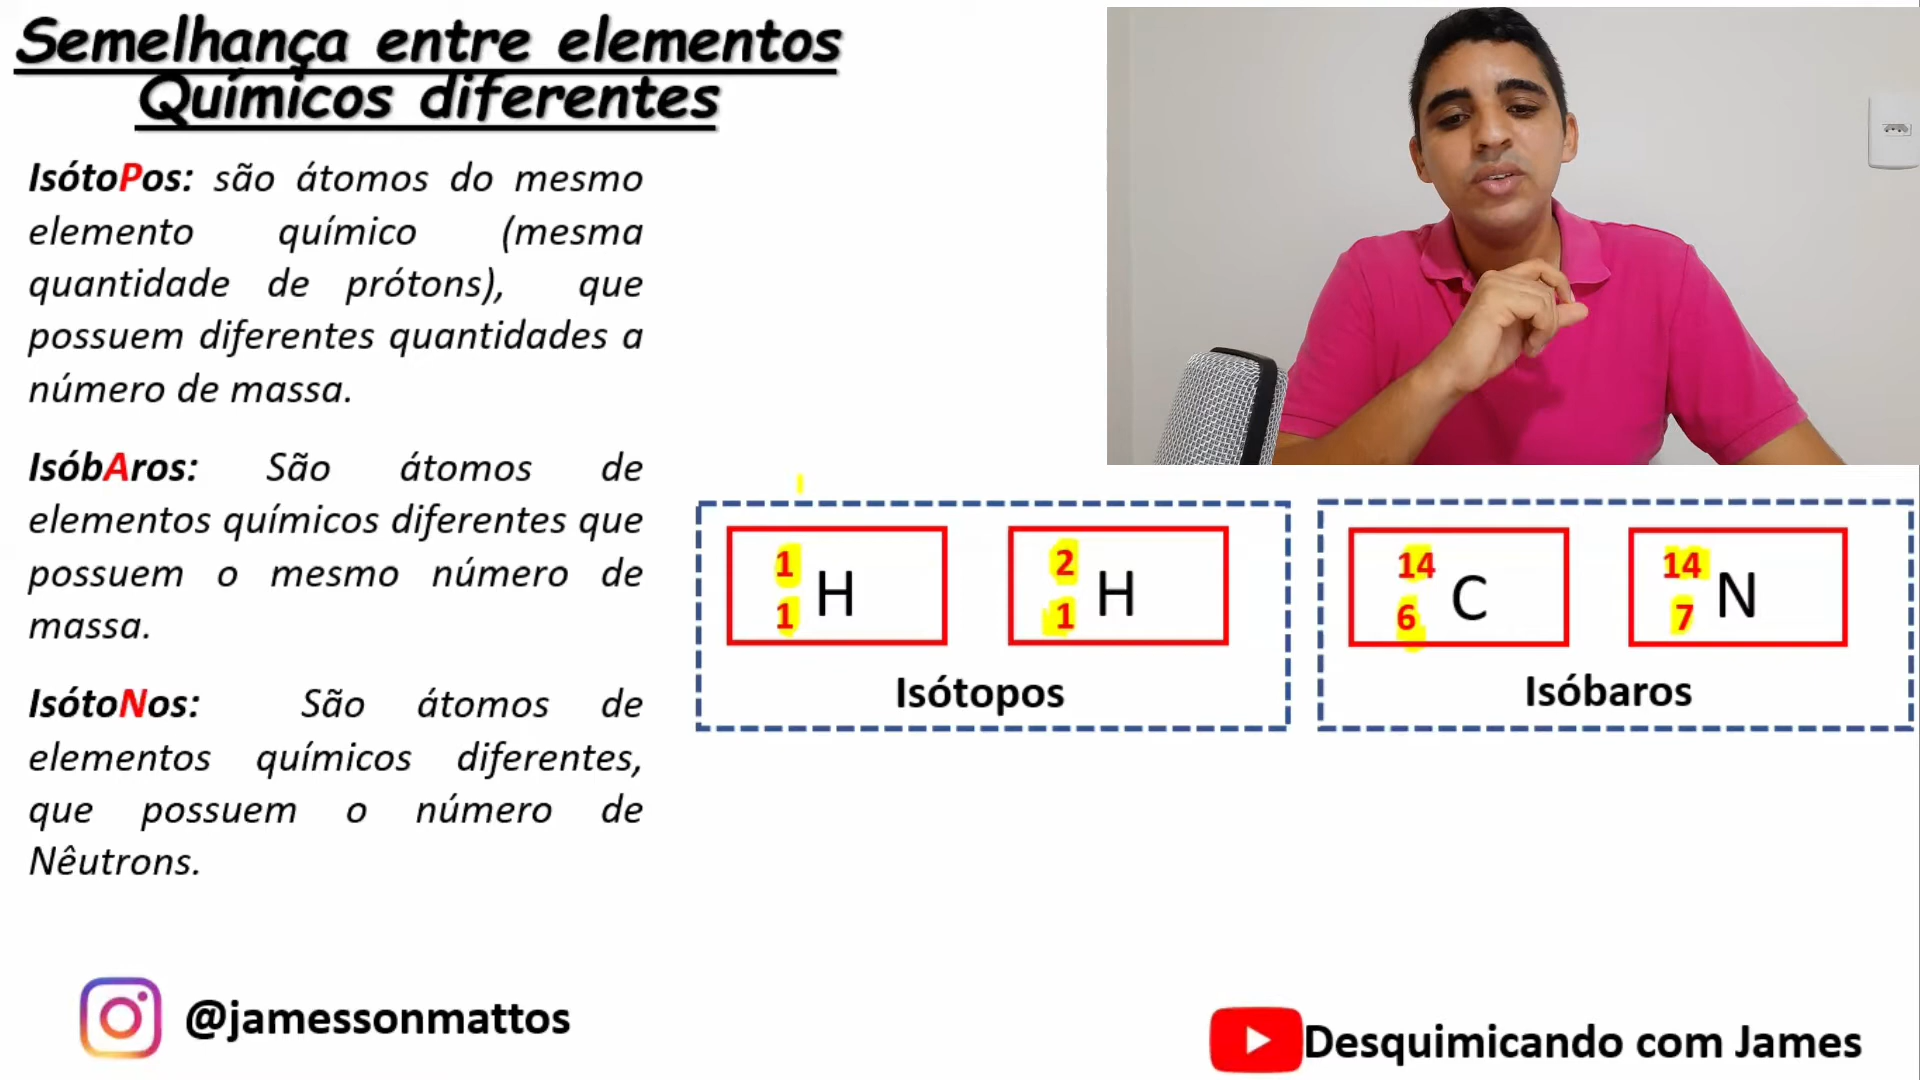 Semelhança entre elementos
Químicos diferentes
IsótoPos: são átomos do mesmo
elemento químico (mesma
quantidade de prótons), que
possuem diferentes quantidades a
número de massa.
IsóbAros: São átomos de
elementos químicos diferentes que
possuem o mesmo número de
massa.
IsótoNos: São átomos de
elementos químicos diferentes,
que possuem o número de
Nêutrons.
1
1 H
2
1 H
Isótopos
14
6 C
14
7 N
Isóbaros
@jamessonmattos
Desquimicando com James